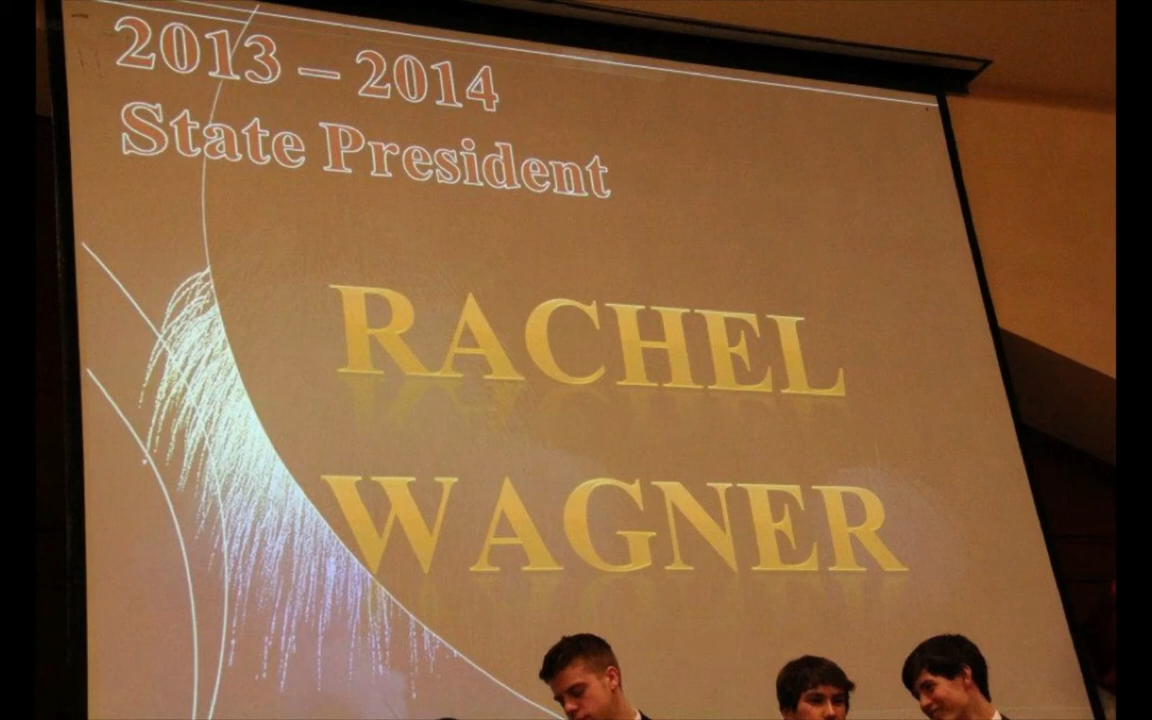 2013 – 2014
State President
RACHEL
WAGNER